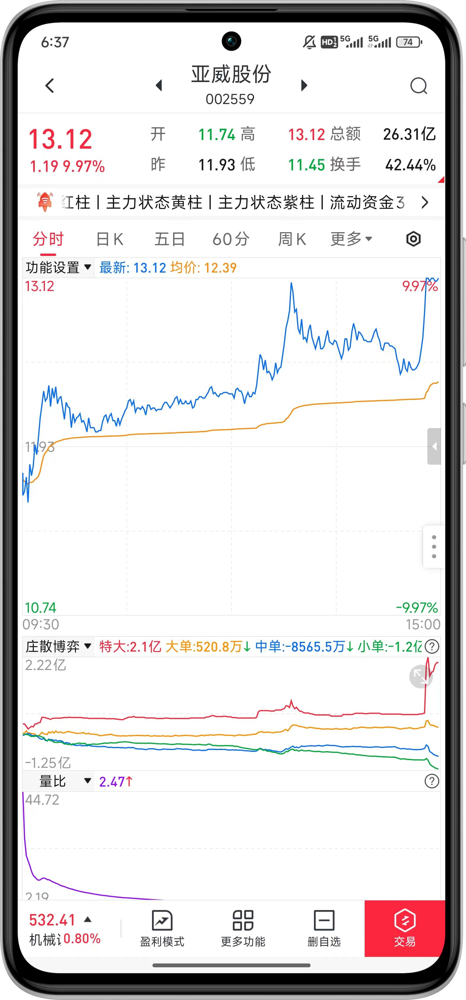 6:37
HD 1 2 5G 5G 74
亚威股份
002559
13.12 开 11.74 高 13.12 总额 26.31亿
1.19 9.97% 昨 11.93 低 11.45 换手 42.44%
红柱 | 主力状态黄柱 | 主力状态紫柱 | 流动资金3
分时 日K 五日 60分 周K 更多
功能设置 最新: 13.12 均价: 12.39
13.12 9.97%
11.93
10.74 -9.97%
09:30 15:00
庄散博弈 特大:2.1亿 大单:520.8万↓ 中单:-8565.5万↓ 小单:-1.2亿 ?
2.22亿
-1.25亿
量比 2.47↑ ?
44.72
2.19
532.41
机械 0.80%
盈利模式 更多功能 删自选 交易